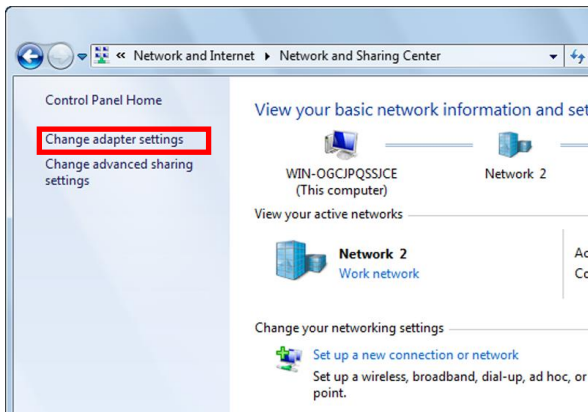 « Network and Internet ▸ Network and Sharing Center
Control Panel Home
Change adapter settings
Change advanced sharing
settings
View your basic network information and set
WIN-OGCJPQSSJCE
(This computer)
Network 2
View your active networks
Network 2
Work network
Ac
Co
Change your networking settings
Set up a new connection or network
Set up a wireless, broadband, dial-up, ad hoc, or
point.